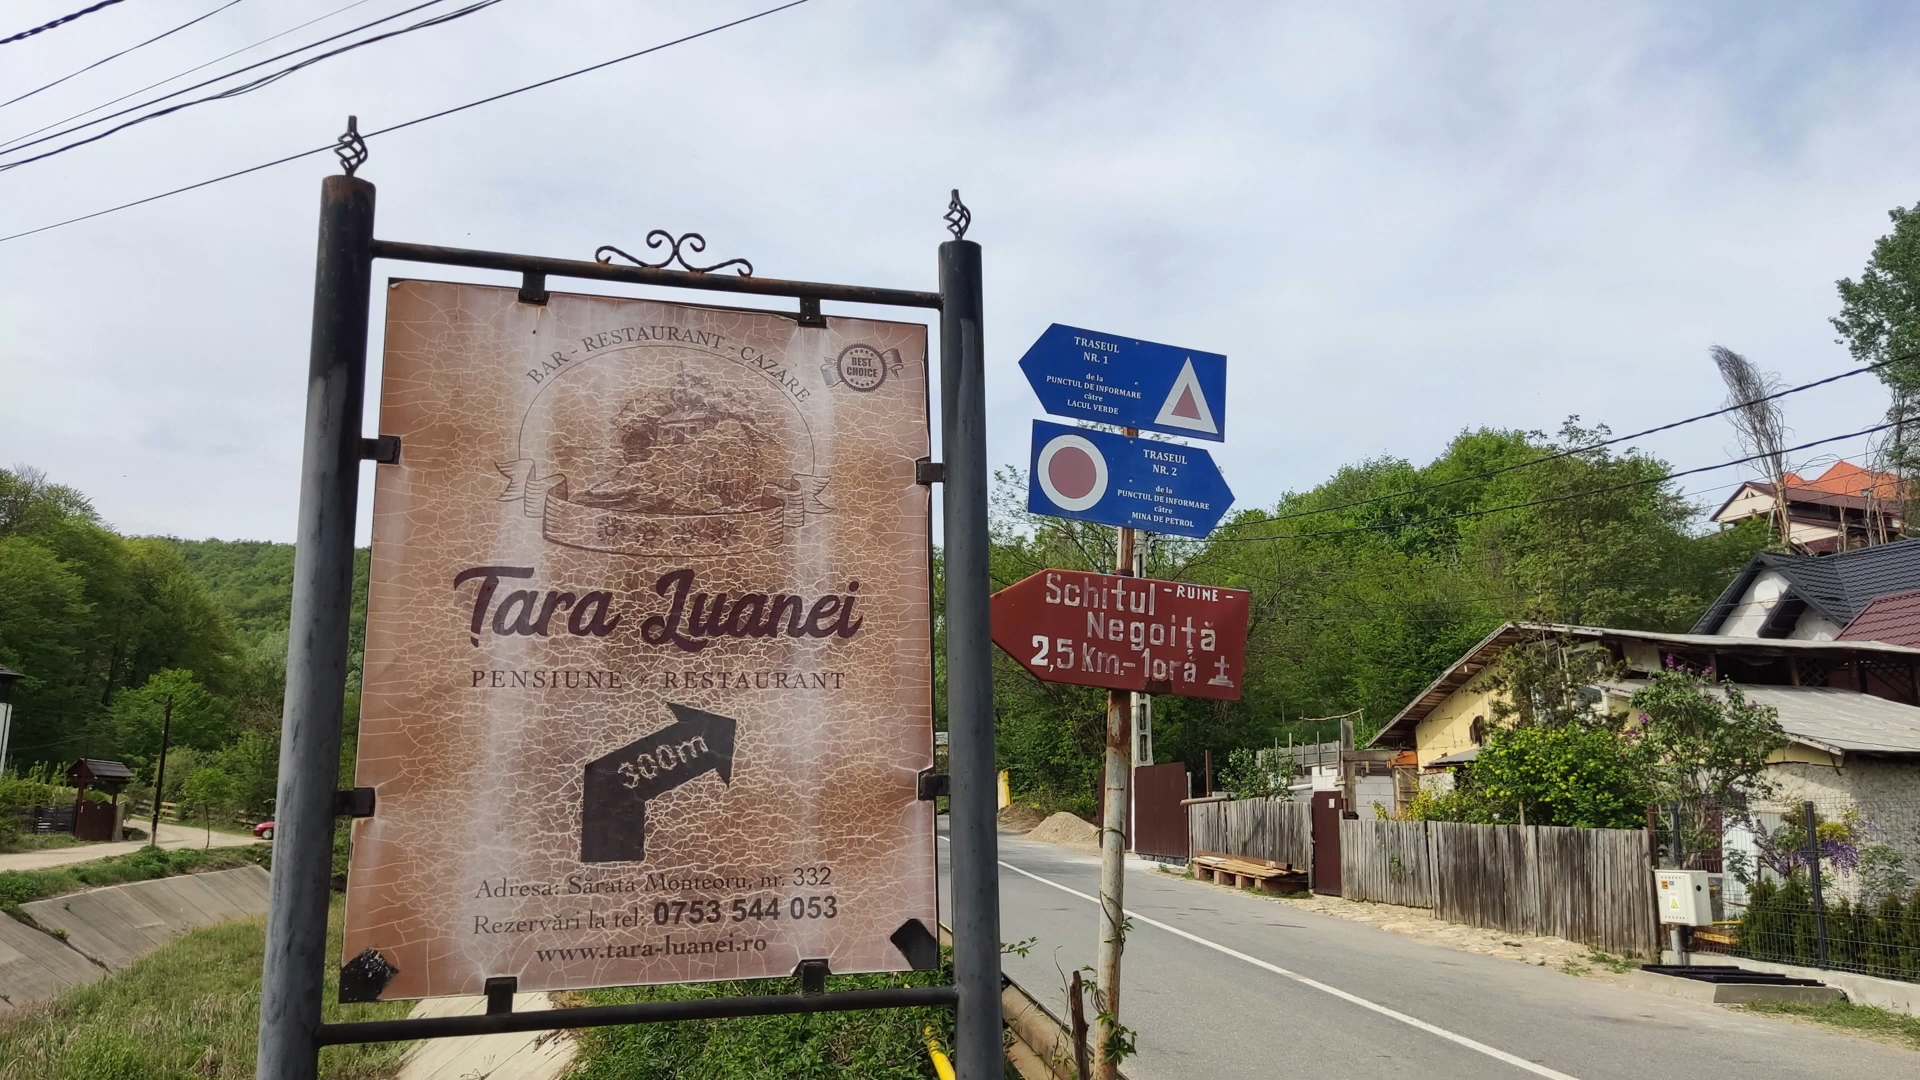 BAR - RESTAURANT - CAZARE
BEST
CHOICE
Țara Luanei
PENSIUNE * RESTAURANT
300m
Adresa: Sărata Monteoru, nr. 332
Rezervări la tel: 0753 544 053
www.tara-luanei.ro
TRASEUL
NR. 1
de la
PUNCTUL DE INFORMARE
către
LACUL VERDE
TRASEUL
NR. 2
de la
PUNCTUL DE INFORMARE
către
MINA DE PETROL
Schitul - RUINE -
Negoiță
2,5 km.- 1 oră